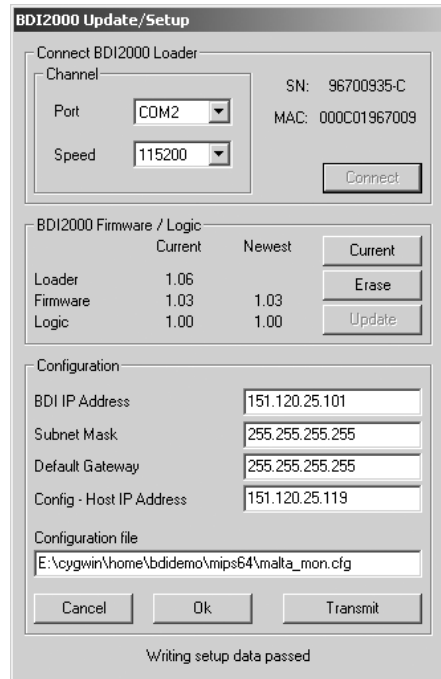 BDI2000 Update/Setup
Connect BDI2000 Loader
Channel
SN: 96700935-C
Port COM2
MAC: 000C01967009
Speed 115200
Connect
BDI2000 Firmware / Logic
Current Newest Current
Loader 1.06 Erase
Firmware 1.03 1.03
Logic 1.00 1.00 Update
Configuration
BDI IP Address 151.120.25.101
Subnet Mask 255.255.255.255
Default Gateway 255.255.255.255
Config - Host IP Address 151.120.25.119
Configuration file
E:\cygwin\home\bdidemo\mips64\malta_mon.cfg
Cancel Ok Transmit
Writing setup data passed